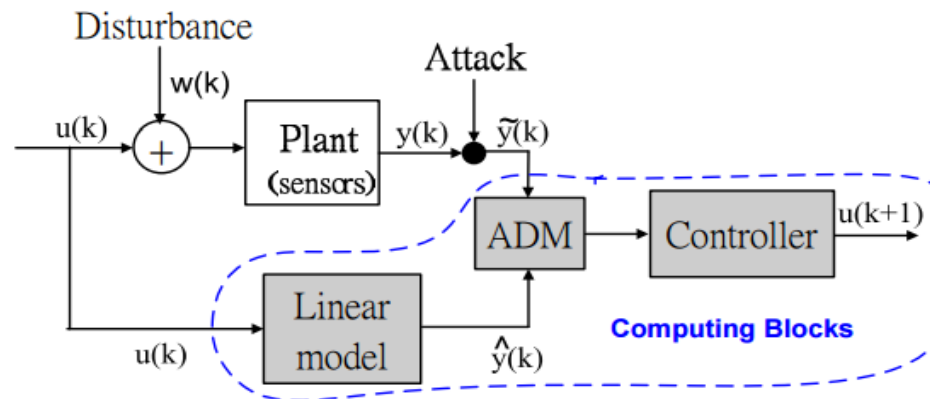 Disturbance
w(k)
Attack
u(k)
+
Plant
(sensors)
y(k)
ỹ(k)
ADM
Controller
u(k+1)
Linear
model
u(k)
ŷ(k)
Computing Blocks